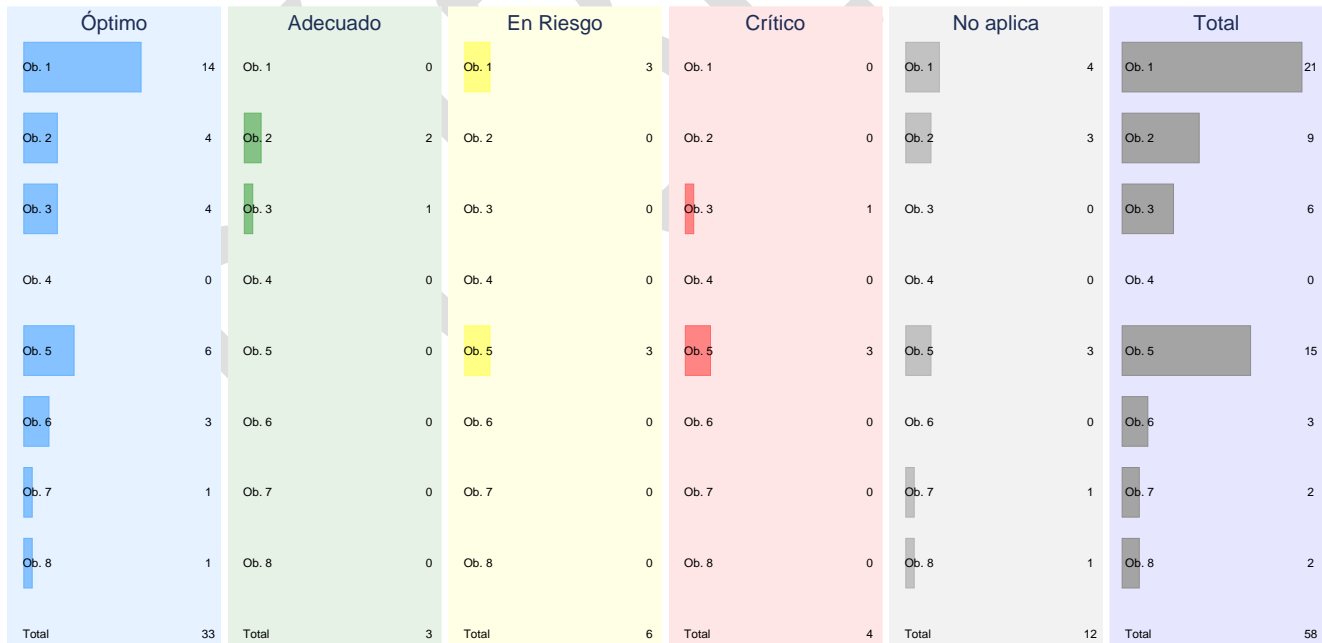 Óptimo Adecuado En Riesgo Crítico No aplica Total
Ob. 1 14 Ob. 1 0 Ob. 1 3 Ob. 1 0 Ob. 1 4 Ob. 1 21
Ob. 2 4 Ob. 2 2 Ob. 2 0 Ob. 2 0 Ob. 2 3 Ob. 2 9
Ob. 3 4 Ob. 3 1 Ob. 3 0 Ob. 3 1 Ob. 3 0 Ob. 3 6
Ob. 4 0 Ob. 4 0 Ob. 4 0 Ob. 4 0 Ob. 4 0 Ob. 4 0
Ob. 5 6 Ob. 5 0 Ob. 5 3 Ob. 5 3 Ob. 5 3 Ob. 5 15
Ob. 6 3 Ob. 6 0 Ob. 6 0 Ob. 6 0 Ob. 6 0 Ob. 6 3
Ob. 7 1 Ob. 7 0 Ob. 7 0 Ob. 7 0 Ob. 7 1 Ob. 7 2
Ob. 8 1 Ob. 8 0 Ob. 8 0 Ob. 8 0 Ob. 8 1 Ob. 8 2
Total 33 Total 3 Total 6 Total 4 Total 12 Total 58